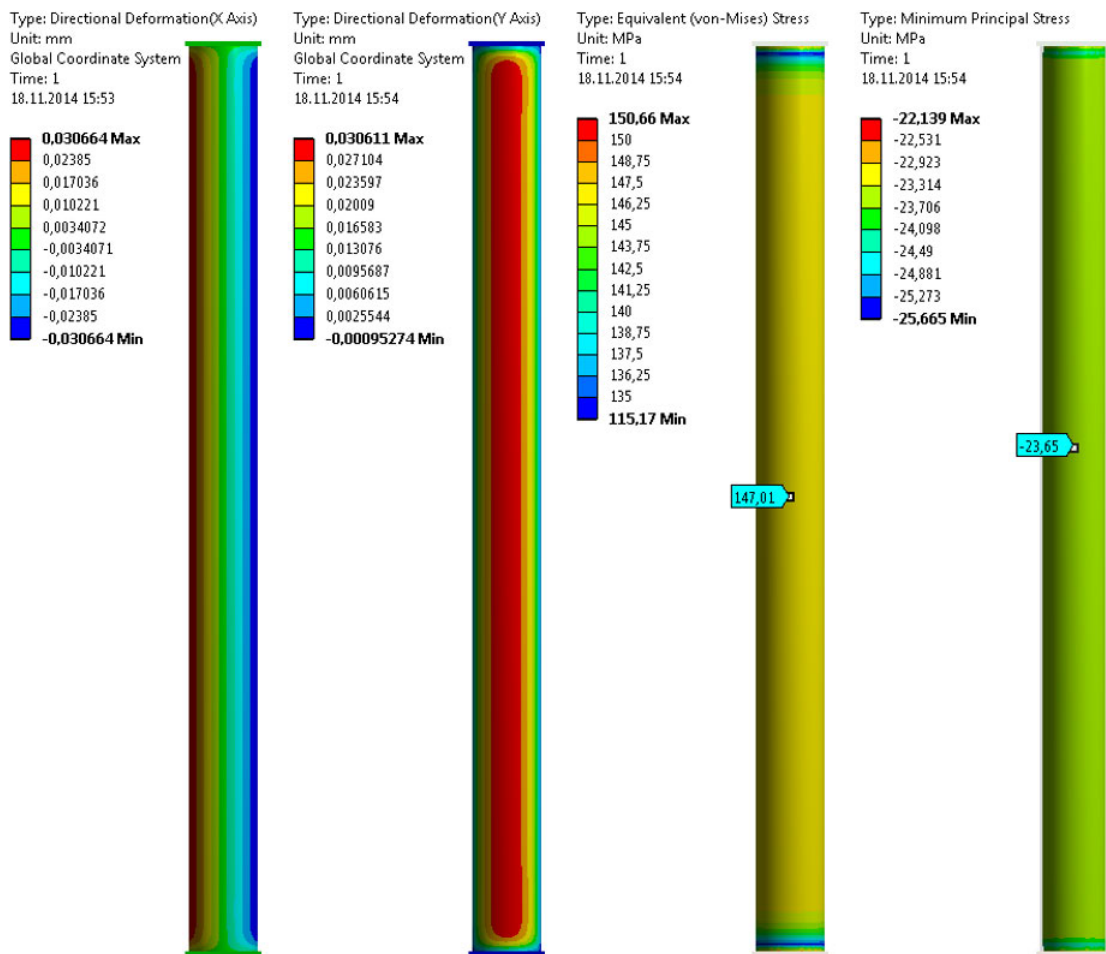 Type: Directional Deformation(X Axis)
Unit: mm
Global Coordinate System
Time: 1
18.11.2014 15:53
0,030664 Max
0,02385
0,017036
0,010221
0,0034072
-0,0034071
-0,010221
-0,017036
-0,02385
-0,030664 Min
Type: Directional Deformation(Y Axis)
Unit: mm
Global Coordinate System
Time: 1
18.11.2014 15:54
0,030611 Max
0,027104
0,023597
0,02009
0,016583
0,013076
0,0095687
0,0060615
0,0025544
-0,00095274 Min
Type: Equivalent (von-Mises) Stress
Unit: MPa
Time: 1
18.11.2014 15:54
150,66 Max
150
148,75
147,5
146,25
145
143,75
142,5
141,25
140
138,75
137,5
136,25
135
115,17 Min
147,01
Type: Minimum Principal Stress
Unit: MPa
Time: 1
18.11.2014 15:54
-22,139 Max
-22,531
-22,923
-23,314
-23,706
-24,098
-24,49
-24,881
-25,273
-25,665 Min
-23,65